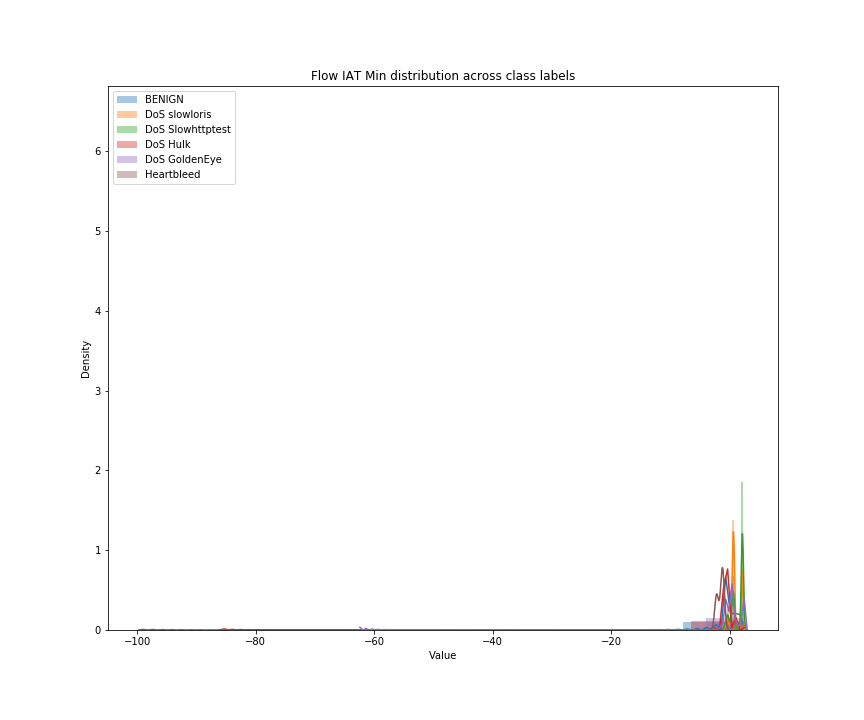 Flow IAT Min distribution across class labels
BENIGN
DoS slowloris
DoS Slowhttptest
DoS Hulk
DoS GoldenEye
Heartbleed
6
5
4
3
2
1
0
Density
−100
−80
−60
−40
−20
0
Value